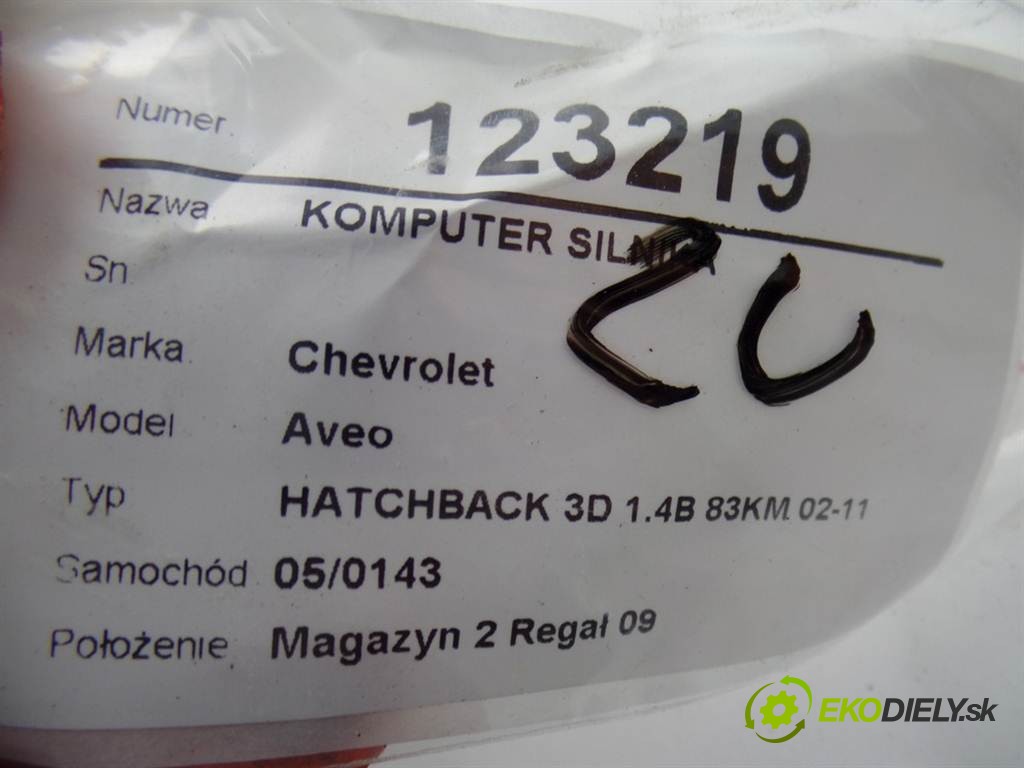 Numer. 123219
Nazwa KOMPUTER SILNIKA
Sn
Marka Chevrolet
Model Aveo
Typ HATCHBACK 3D 1.4B 83KM 02-11
Samochód 05/0143
Położenie Magazyn 2 Regał 09
EKODIELY.sk